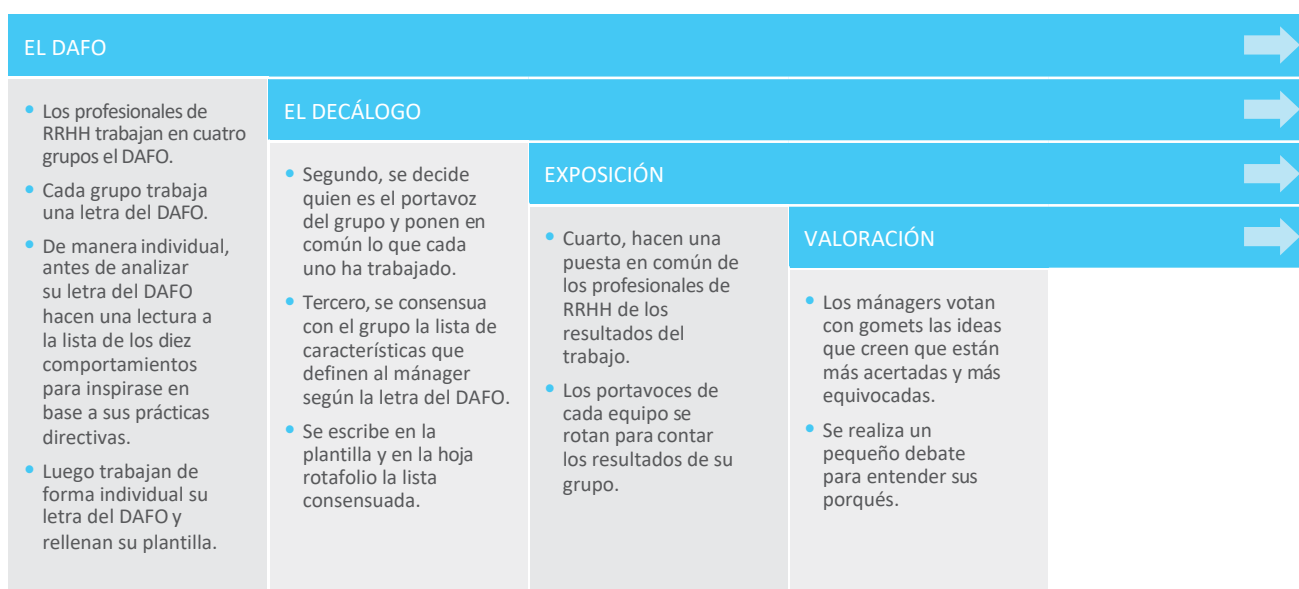 EL DAFO
• Los profesionales de
RRHH trabajan en cuatro
grupos el DAFO.
• Cada grupo trabaja
una letra del DAFO.
• De manera individual,
antes de analizar
su letra del DAFO
hacen una lectura a
la lista de los diez
comportamientos
para inspirase en
base a sus prácticas
directivas.
• Luego trabajan de
forma individual su
letra del DAFO y
rellenan su plantilla.
EL DECÁLOGO
• Segundo, se decide
quien es el portavoz
del grupo y ponen en
común lo que cada
uno ha trabajado.
• Tercero, se consensua
con el grupo la lista de
características que
definen al mánager
según la letra del DAFO.
• Se escribe en la
plantilla y en la hoja
rotafolio la lista
consensuada.
EXPOSICIÓN
• Cuarto, hacen una
puesta en común de
los profesionales de
RRHH de los
resultados del
trabajo.
• Los portavoces de
cada equipo se
rotan para contar
los resultados de su
grupo.
VALORACIÓN
• Los mánagers votan
con gomets las ideas
que creen que están
más acertadas y más
equivocadas.
• Se realiza un
pequeño debate
para entender sus
porqués.